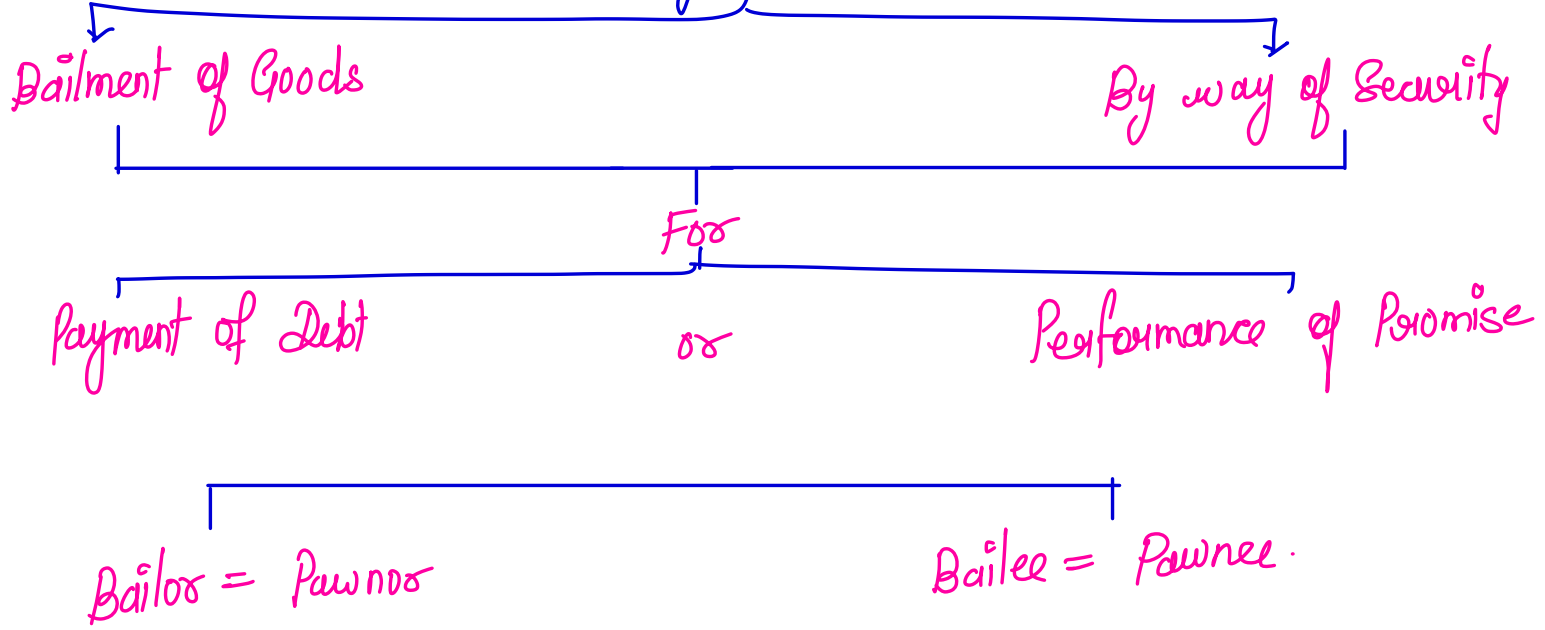 Bailment of Goods By way of Security
For
Payment of Debt or Performance of Promise
Bailor = Pawnor Bailee = Pawnee.